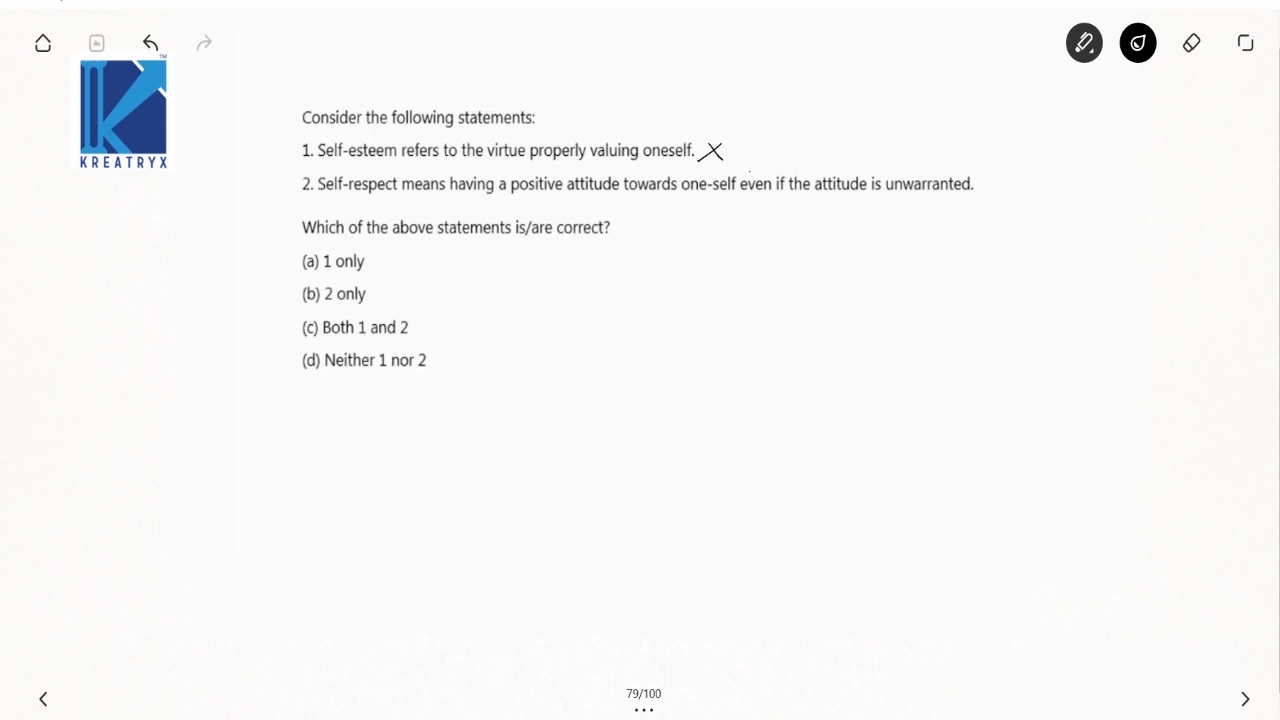 TM
KREATRYX
Consider the following statements:
1. Self-esteem refers to the virtue properly valuing oneself.
2. Self-respect means having a positive attitude towards one-self even if the attitude is unwarranted.
Which of the above statements is/are correct?
(a) 1 only
(b) 2 only
(c) Both 1 and 2
(d) Neither 1 nor 2
79/100